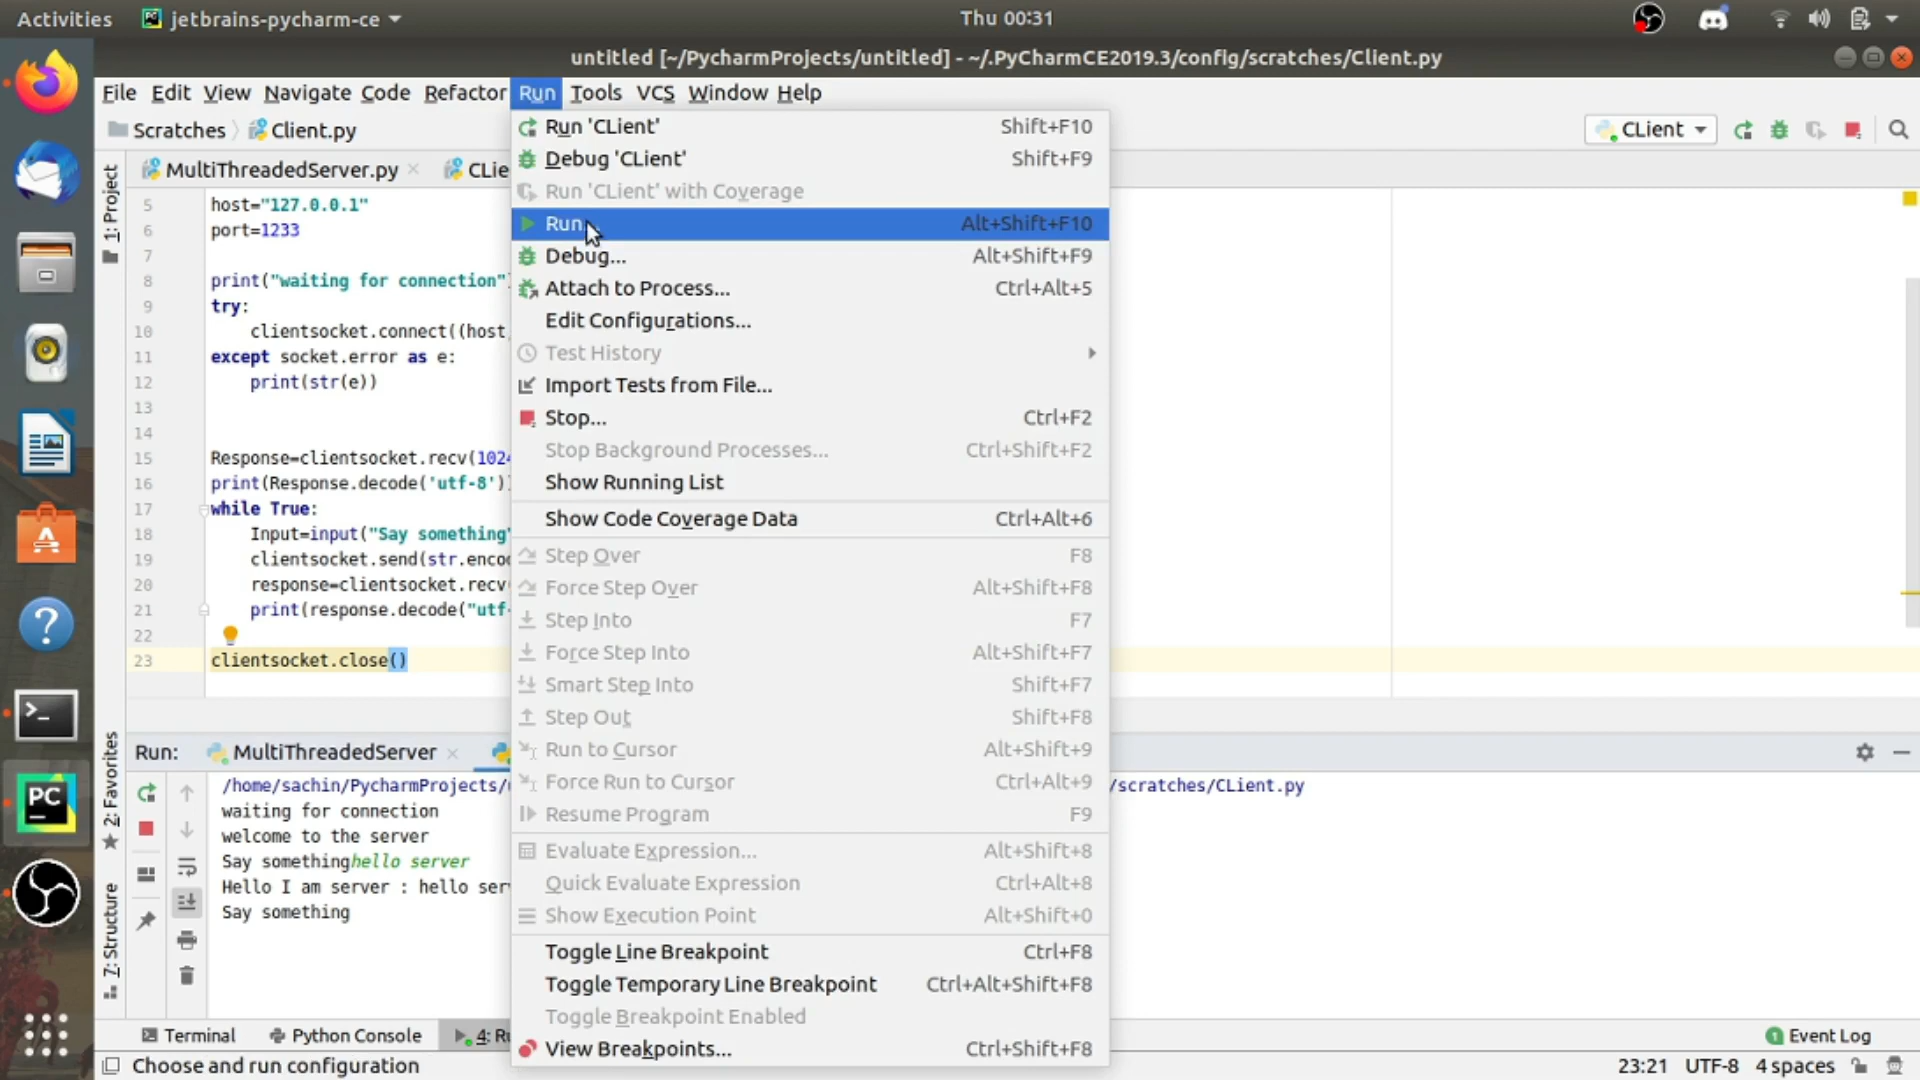 Activities jetbrains-pycharm-ce Thu 00:31
untitled [~/PycharmProjects/untitled] - ~/.PyCharmCE2019.3/config/scratches/Client.py
File Edit View Navigate Code Refactor Run Tools VCS Window Help
Scratches Client.py CLient
MultiThreadedServer.py CLie
1: Project
5 host="127.0.0.1"
6 port=1233
7
8 print("waiting for connection"
9 try:
10 clientsocket.connect((host,
11 except socket.error as e:
12 print(str(e))
13
14
15 Response=clientsocket.recv(1024
16 print(Response.decode('utf-8')
17 while True:
18 Input=input("Say something"
19 clientsocket.send(str.enco
20 response=clientsocket.recv(
21 print(response.decode("utf-
22
23 clientsocket.close()
Run 'CLient' Shift+F10
Debug 'CLient' Shift+F9
Run 'CLient' with Coverage
Run Alt+Shift+F10
Debug... Alt+Shift+F9
Attach to Process... Ctrl+Alt+5
Edit Configurations...
Test History
Import Tests from File...
Stop... Ctrl+F2
Stop Background Processes... Ctrl+Shift+F2
Show Running List
Show Code Coverage Data Ctrl+Alt+6
Step Over F8
Force Step Over Alt+Shift+F8
Step Into F7
Force Step Into Alt+Shift+F7
Smart Step Into Shift+F7
Step Out Shift+F8
Run to Cursor Alt+Shift+9
Force Run to Cursor Ctrl+Alt+9
Resume Program F9
Evaluate Expression... Alt+Shift+8
Quick Evaluate Expression Ctrl+Alt+8
Show Execution Point Alt+Shift+0
Toggle Line Breakpoint Ctrl+F8
Toggle Temporary Line Breakpoint Ctrl+Alt+Shift+F8
Toggle Breakpoint Enabled
View Breakpoints... Ctrl+Shift+F8
2: Favorites
7: Structure
Run: MultiThreadedServer
/home/sachin/PycharmProjects/ /scratches/CLient.py
waiting for connection
welcome to the server
Say somethinghello server
Hello I am server : hello ser
Say something
Terminal Python Console 4: Ru 1 Event Log
Choose and run configuration 23:21 UTF-8 4 spaces